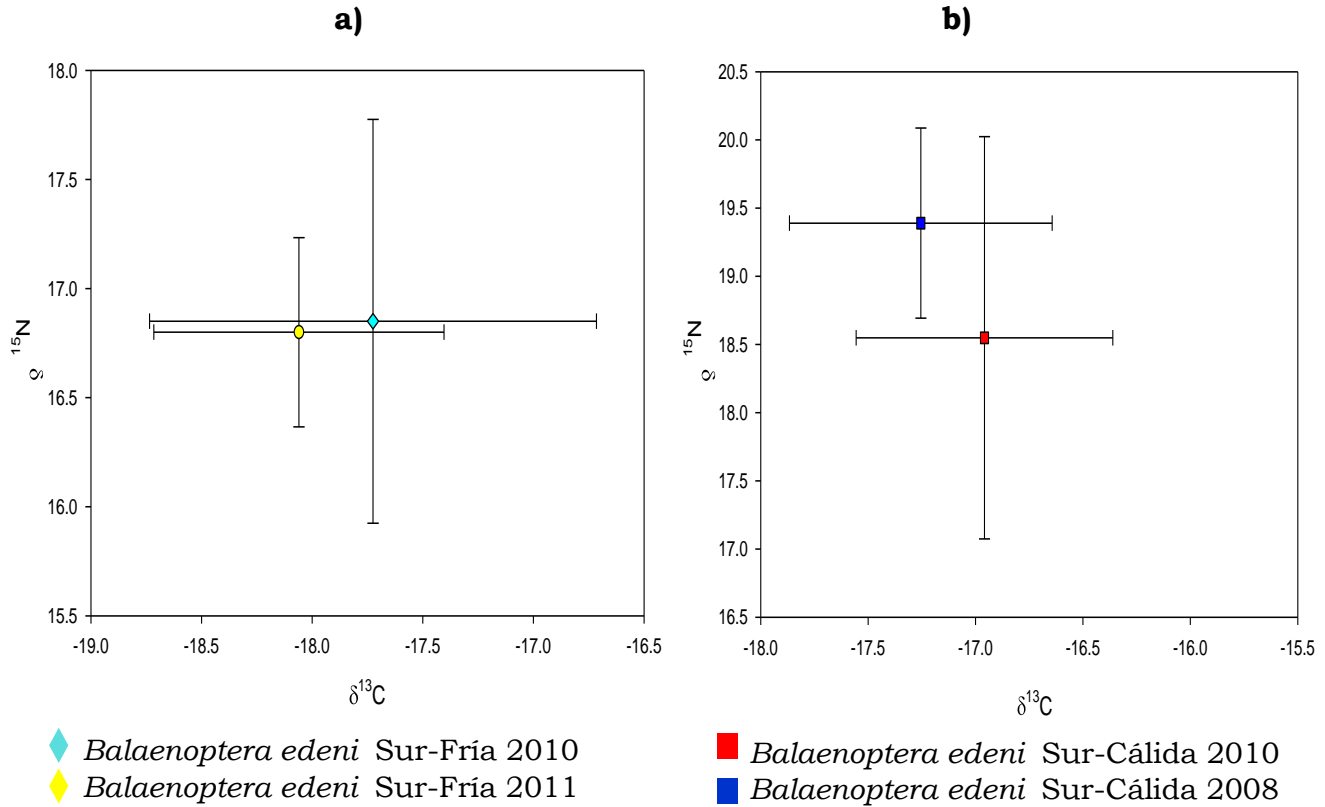 a)
18.0
17.5
17.0
16.5
16.0
15.5
δ 15N
-19.0 -18.5 -18.0 -17.5 -17.0 -16.5
δ13C
Balaenoptera edeni Sur-Fría 2010
Balaenoptera edeni Sur-Fría 2011
b)
20.5
20.0
19.5
19.0
18.5
18.0
17.5
17.0
16.5
δ 15N
-18.0 -17.5 -17.0 -16.5 -16.0 -15.5
δ13C
Balaenoptera edeni Sur-Cálida 2010
Balaenoptera edeni Sur-Cálida 2008